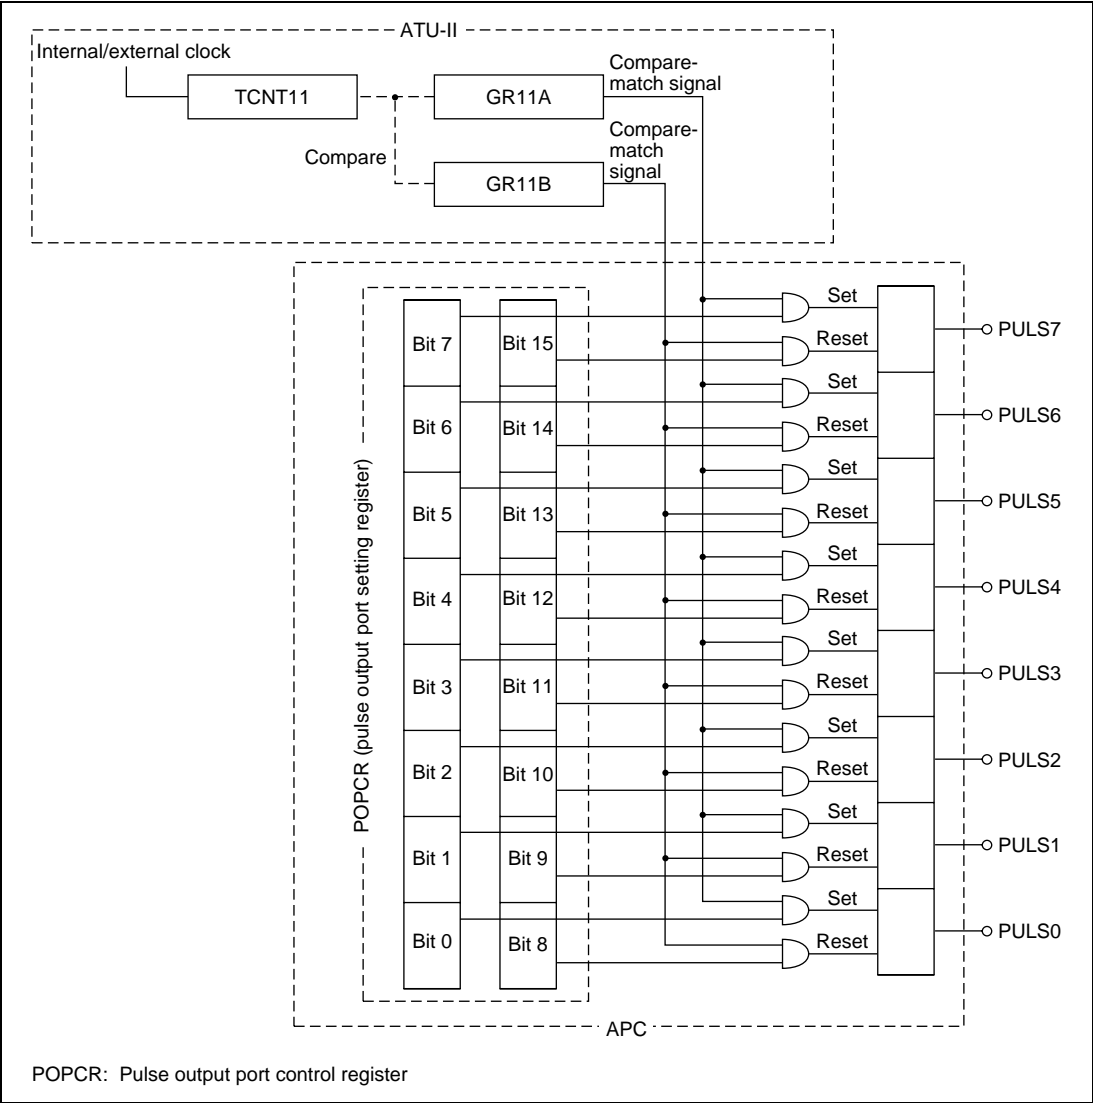 ATU-II
Internal/external clock
TCNT11
GR11A
Compare-
match signal
Compare
GR11B
Compare-
match
signal
POPCR (pulse output port setting register)
Bit 7
Bit 15
Set
Reset
PULS7
Bit 6
Bit 14
Set
Reset
PULS6
Bit 5
Bit 13
Set
Reset
PULS5
Bit 4
Bit 12
Set
Reset
PULS4
Bit 3
Bit 11
Set
Reset
PULS3
Bit 2
Bit 10
Set
Reset
PULS2
Bit 1
Bit 9
Set
Reset
PULS1
Bit 0
Bit 8
Set
Reset
PULS0
APC
POPCR: Pulse output port control register